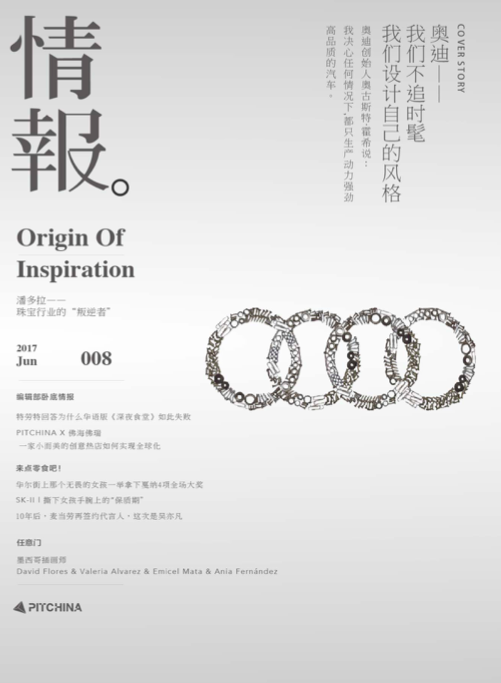 情
報。
COVER STORY
奥迪——
我们不追时髦
我们设计自己的风格
奥迪创始人奥古斯特·霍希说：
我决心任何情况下，都只生产动力强劲
高品质的汽车。
Origin Of
Inspiration
潘多拉——
珠宝行业的“叛逆者”
2017
Jun 008
编辑部卧底情报
特劳特回答为什么华语版《深夜食堂》如此失败
PITCHINA X 佛海佛瑞
一家小而美的创意热店如何实现全球化
来点零食吧！
华尔街上那个无畏的女孩一举拿下戛纳4项全场大奖
SK-II | 撕下女孩手腕上的“保质期”
10年后，麦当劳再签约代言人，这次是吴亦凡
任意门
墨西哥插画师
David Flores & Valeria Alvarez & Emicel Mata & Ania Fernández
PITCHINA